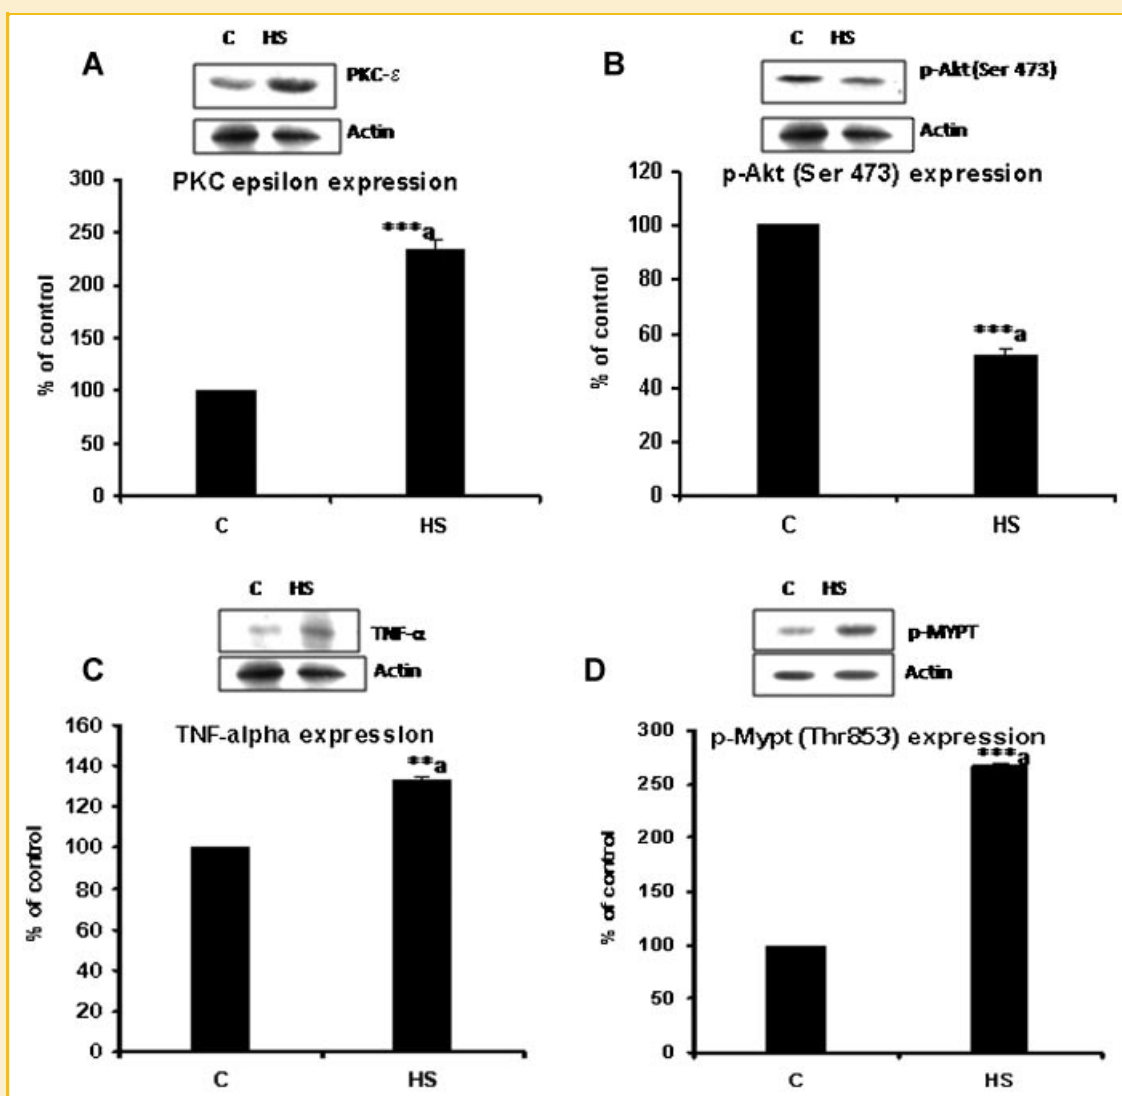 A
C HS
PKC-ε
Actin
PKC epsilon expression
% of control
300
250
200
150
100
50
0
***a
C HS
B
C HS
p-Akt (Ser 473)
Actin
p-Akt (Ser 473) expression
% of control
120
100
80
60
40
20
0
***a
C HS
C
C HS
TNF-α
Actin
TNF-alpha expression
% of control
160
140
120
100
80
60
40
20
0
**a
C HS
D
C HS
p-MYPT
Actin
p-Mypt (Thr853) expression
% of control
300
250
200
150
100
50
0
***a
C HS